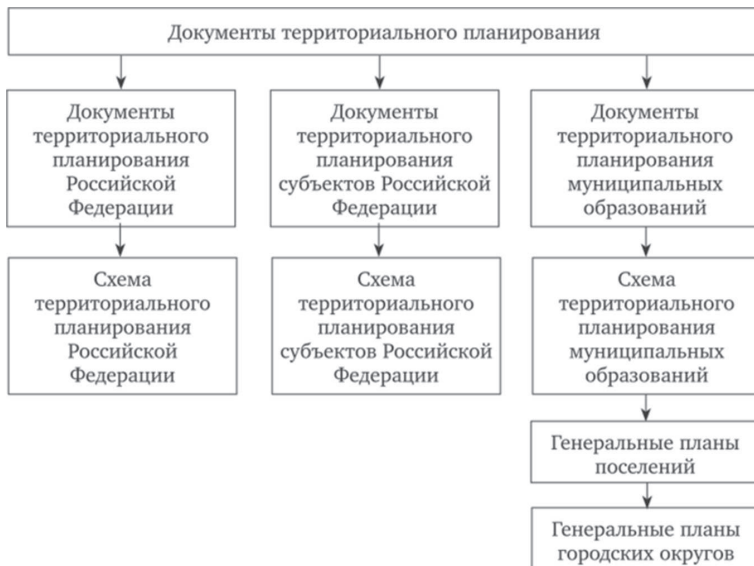 Документы территориального планирования
Документы
территориального
планирования
Российской
Федерации
Документы
территориального
планирования
субъектов Российской
Федерации
Документы
территориального
планирования
муниципальных
образований
Схема
территориального
планирования
Российской
Федерации
Схема
территориального
планирования
субъектов Российской
Федерации
Схема
территориального
планирования
муниципальных
образований
Генеральные планы
поселений
Генеральные планы
городских округов